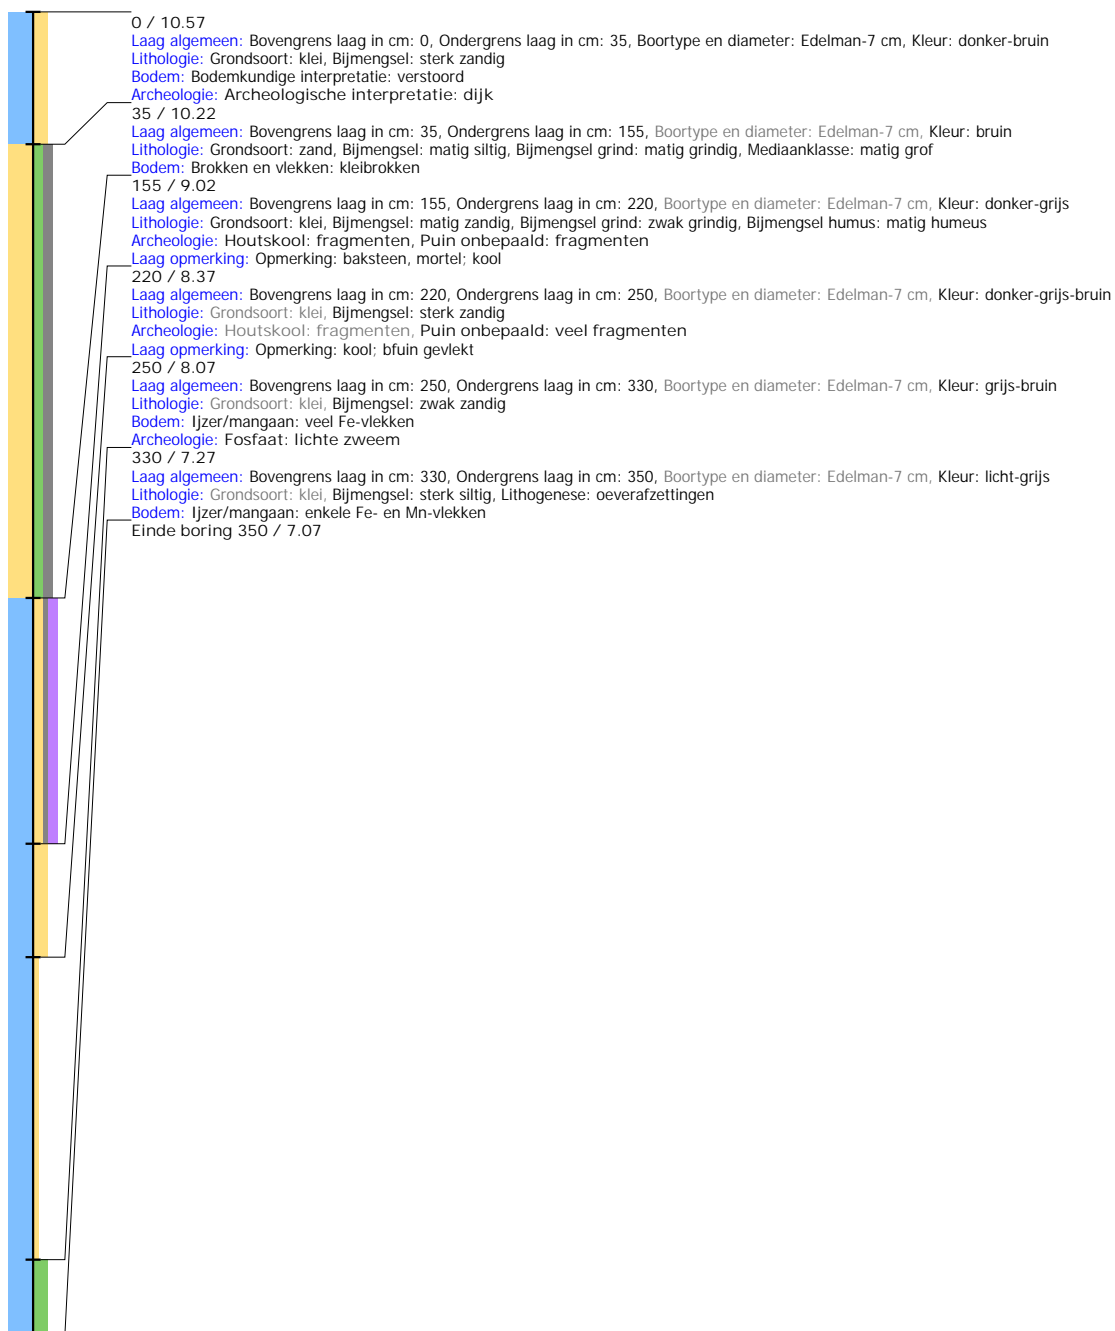 0 / 10.57
Laag algemeen: Bovengrens laag in cm: 0, Ondergrens laag in cm: 35, Boortype en diameter: Edelman-7 cm, Kleur: donker-bruin
Lithologie: Grondsoort: klei, Bijmengsel: sterk zandig
Bodem: Bodemkundige interpretatie: verstoord
Archeologie: Archeologische interpretatie: dijk
35 / 10.22
Laag algemeen: Bovengrens laag in cm: 35, Ondergrens laag in cm: 155, Boortype en diameter: Edelman-7 cm, Kleur: bruin
Lithologie: Grondsoort: zand, Bijmengsel: matig siltig, Bijmengsel grind: matig grindig, Mediaanklasse: matig grof
Bodem: Brokken en vlekken: kleibrokken
155 / 9.02
Laag algemeen: Bovengrens laag in cm: 155, Ondergrens laag in cm: 220, Boortype en diameter: Edelman-7 cm, Kleur: donker-grijs
Lithologie: Grondsoort: klei, Bijmengsel: matig zandig, Bijmengsel grind: zwak grindig, Bijmengsel humus: matig humeus
Archeologie: Houtskool: fragmenten, Puin onbepaald: fragmenten
Laag opmerking: Opmerking: baksteen, mortel; kool
220 / 8.37
Laag algemeen: Bovengrens laag in cm: 220, Ondergrens laag in cm: 250, Boortype en diameter: Edelman-7 cm, Kleur: donker-grijs-bruin
Lithologie: Grondsoort: klei, Bijmengsel: sterk zandig
Archeologie: Houtskool: fragmenten, Puin onbepaald: veel fragmenten
Laag opmerking: Opmerking: kool; bfuin gevlekt
250 / 8.07
Laag algemeen: Bovengrens laag in cm: 250, Ondergrens laag in cm: 330, Boortype en diameter: Edelman-7 cm, Kleur: grijs-bruin
Lithologie: Grondsoort: klei, Bijmengsel: zwak zandig
Bodem: Ijzer/mangaan: veel Fe-vlekken
Archeologie: Fosfaat: lichte zweem
330 / 7.27
Laag algemeen: Bovengrens laag in cm: 330, Ondergrens laag in cm: 350, Boortype en diameter: Edelman-7 cm, Kleur: licht-grijs
Lithologie: Grondsoort: klei, Bijmengsel: sterk siltig, Lithogenese: oeverafzettingen
Bodem: Ijzer/mangaan: enkele Fe- en Mn-vlekken
Einde boring 350 / 7.07